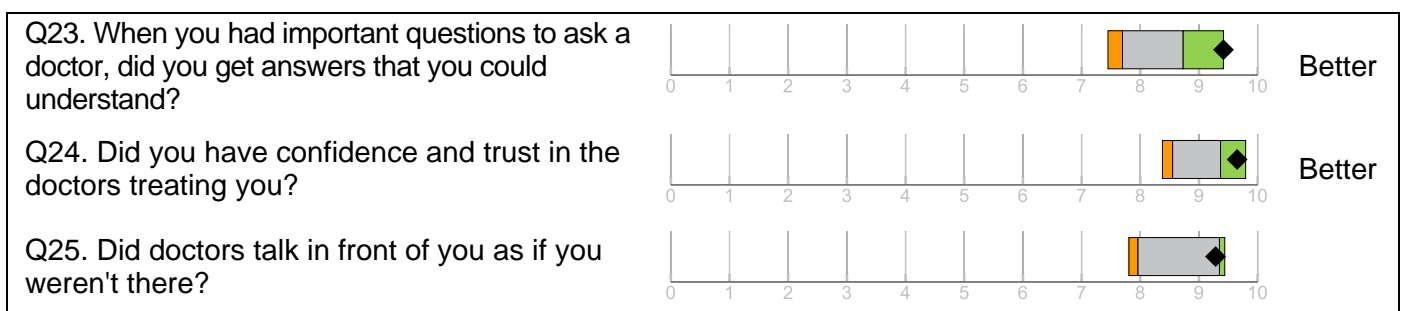 Q23. When you had important questions to ask a
doctor, did you get answers that you could
understand?
0 1 2 3 4 5 6 7 8 9 10
Better
Q24. Did you have confidence and trust in the
doctors treating you?
0 1 2 3 4 5 6 7 8 9 10
Better
Q25. Did doctors talk in front of you as if you
weren't there?
0 1 2 3 4 5 6 7 8 9 10